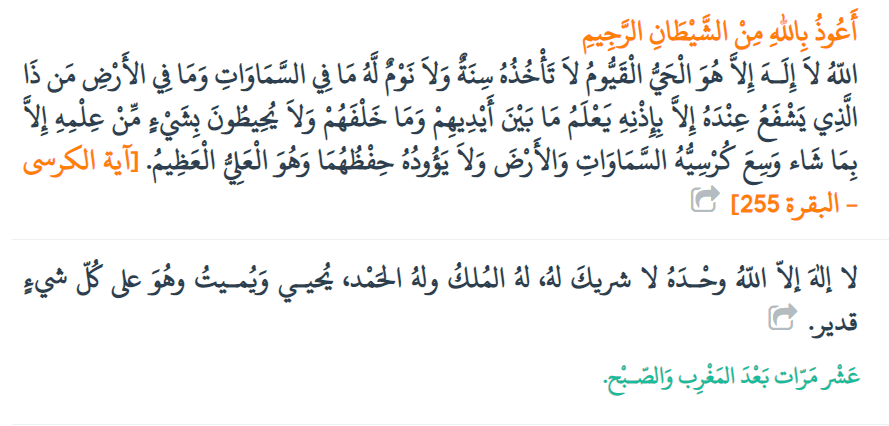 أَعُوذُ بِاللهِ مِنْ الشَّيْطَانِ الرَّجِيمِ
اللّهُ لاَ إِلَـهَ إِلاَّ هُوَ الْحَيُّ الْقَيُّومُ لاَ تَأْخُذُهُ سِنَةٌ وَلاَ نَوْمٌ لَّهُ مَا فِي السَّمَاوَاتِ وَمَا فِي الأَرْضِ مَن ذَا
الَّذِي يَشْفَعُ عِنْدَهُ إِلاَّ بِإِذْنِهِ يَعْلَمُ مَا بَيْنَ أَيْدِيهِمْ وَمَا خَلْفَهُمْ وَلاَ يُحِيطُونَ بِشَيْءٍ مِّنْ عِلْمِهِ إِلاَّ
بِمَا شَاء وَسِعَ كُرْسِيُّهُ السَّمَاوَاتِ وَالأَرْضَ وَلاَ يَؤُودُهُ حِفْظُهُمَا وَهُوَ الْعَلِيُّ الْعَظِيمُ. [آية الكرسى
– البقرة 255]
لا إلهَ إلاّ اللّهُ وحْـدَهُ لا شريكَ لهُ، لهُ المُلكُ ولهُ الحَمْد، يُحيـي وَيُمـيتُ وهُوَ على كُلّ شيءٍ
قدير.
عَشْر مَرّات بَعْدَ المَغْرِب وَالصّـبْح.